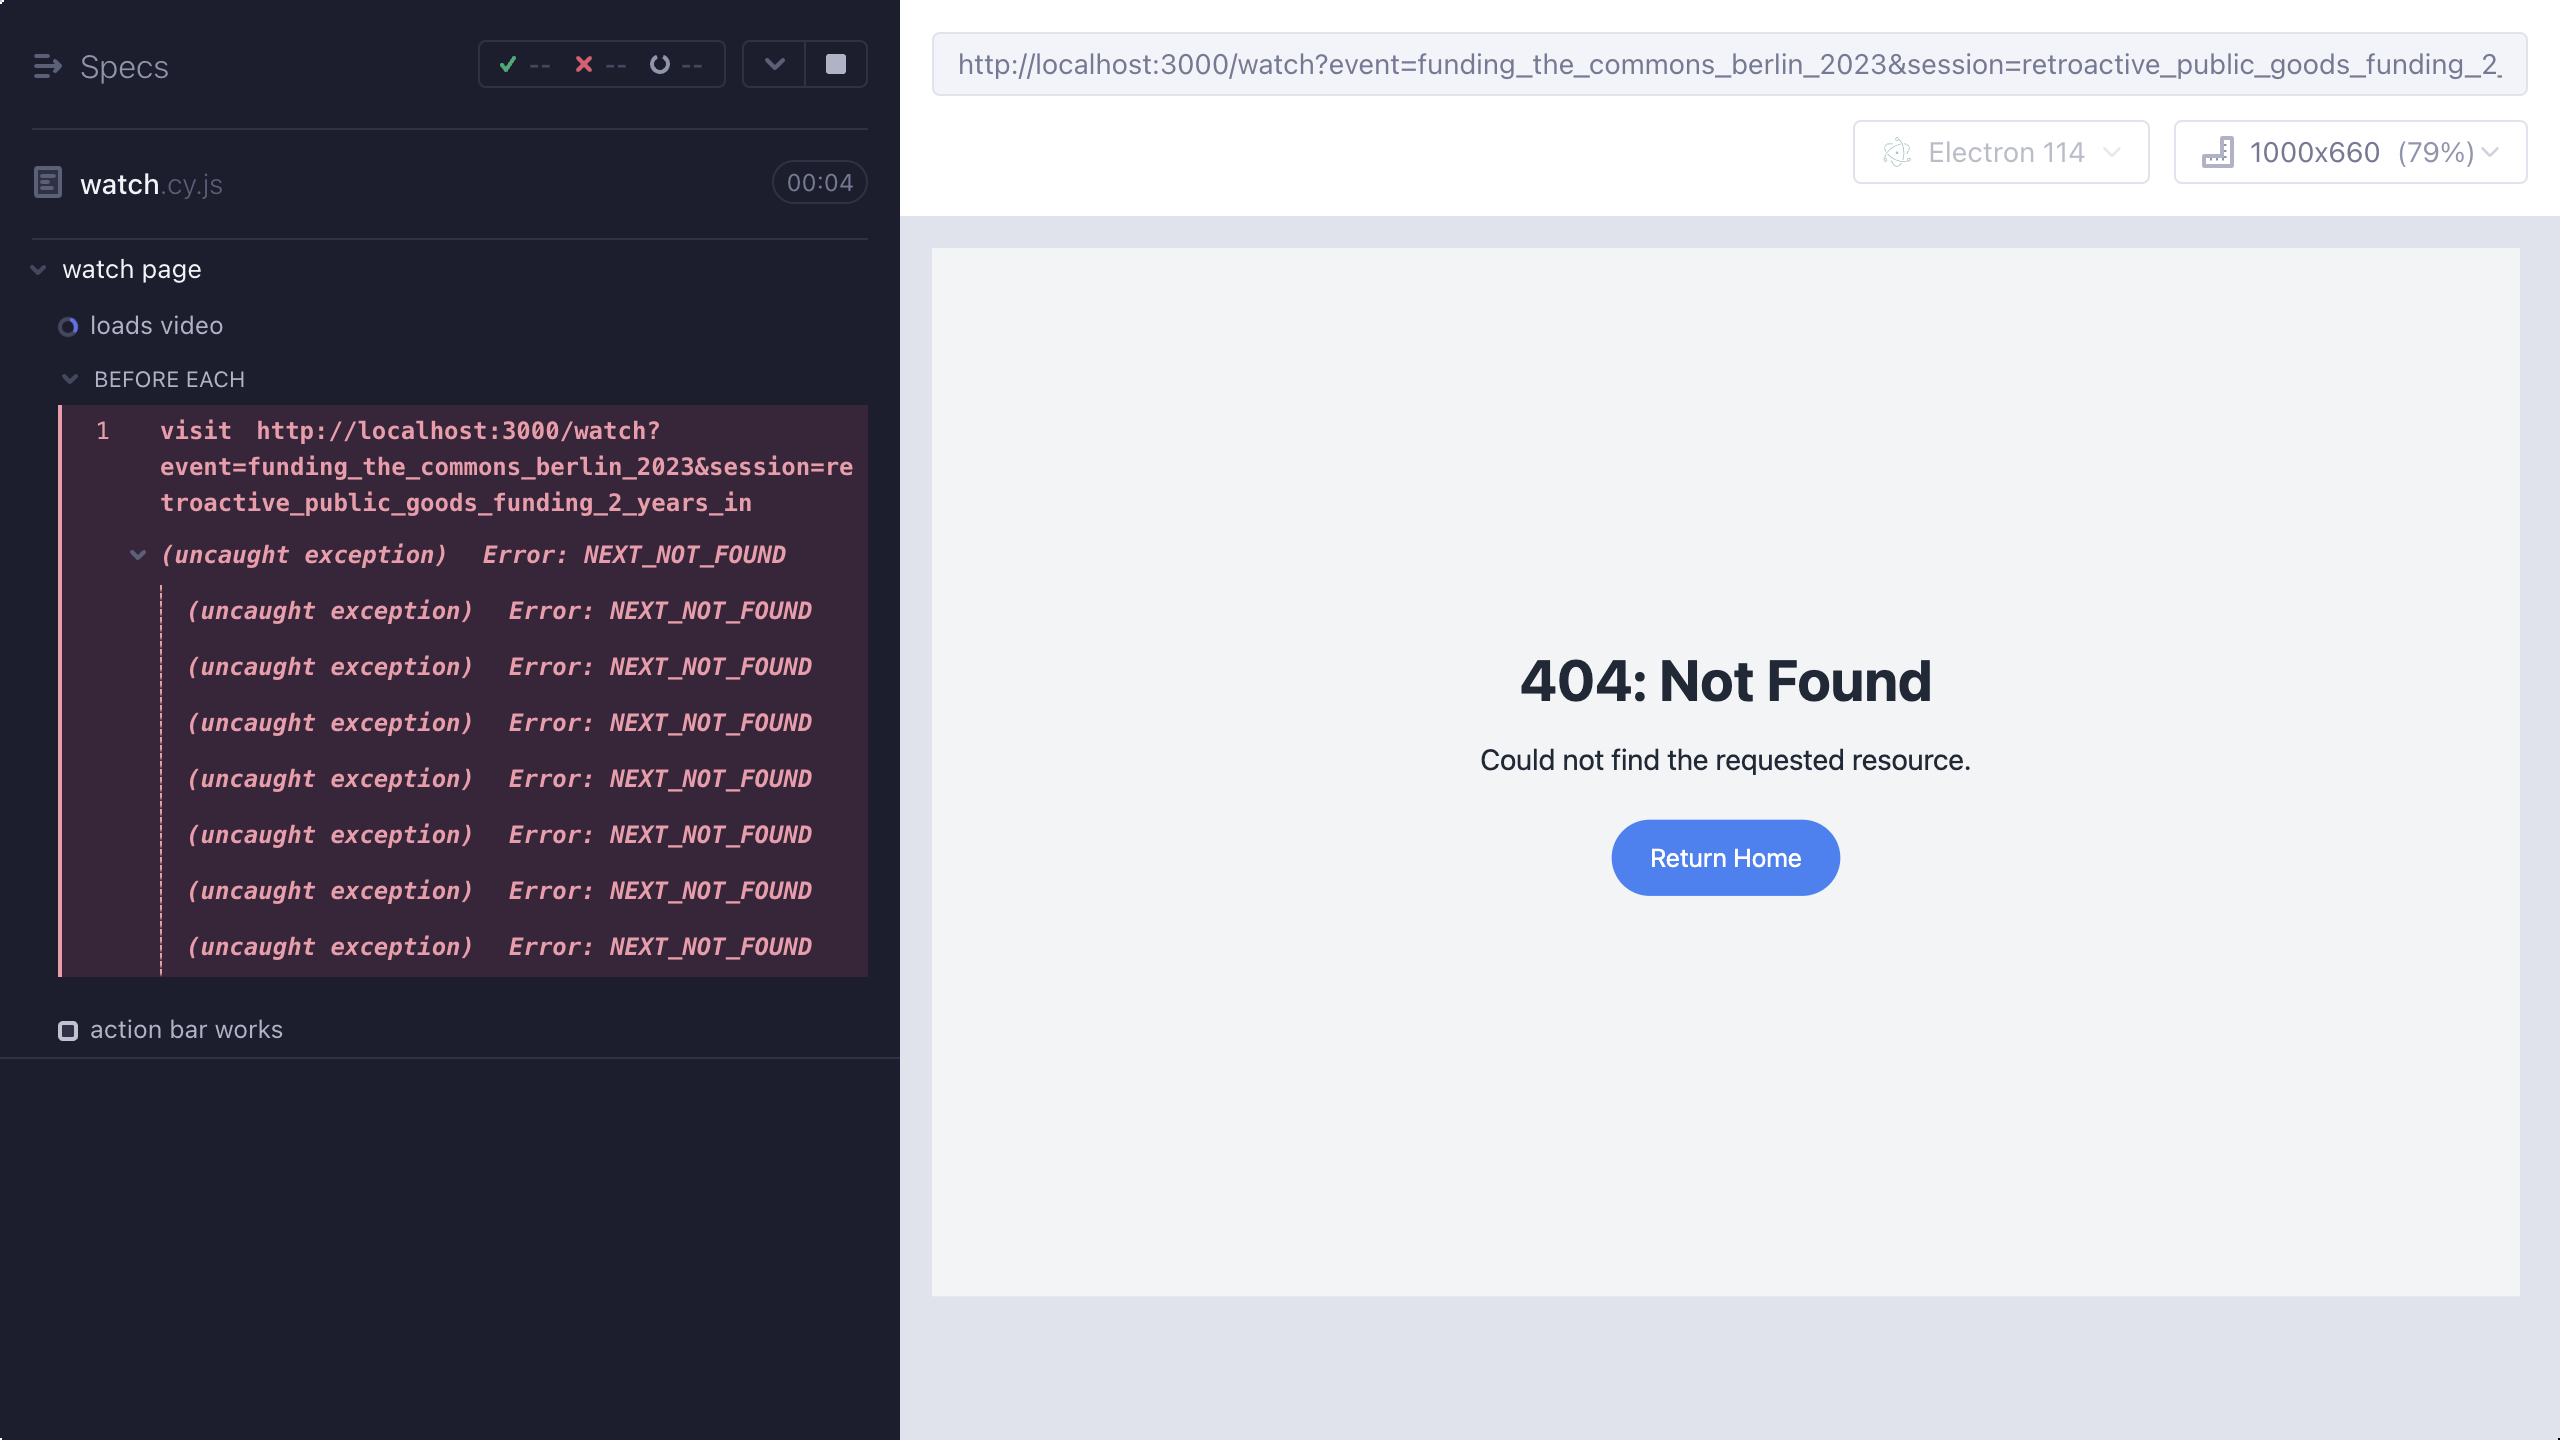 Specs
-- -- --
watch.cy.js
00:04
watch page
loads video
BEFORE EACH
1 visit http://localhost:3000/watch?
event=funding_the_commons_berlin_2023&session=re
troactive_public_goods_funding_2_years_in
(uncaught exception) Error: NEXT_NOT_FOUND
(uncaught exception) Error: NEXT_NOT_FOUND
(uncaught exception) Error: NEXT_NOT_FOUND
(uncaught exception) Error: NEXT_NOT_FOUND
(uncaught exception) Error: NEXT_NOT_FOUND
(uncaught exception) Error: NEXT_NOT_FOUND
(uncaught exception) Error: NEXT_NOT_FOUND
(uncaught exception) Error: NEXT_NOT_FOUND
action bar works
http://localhost:3000/watch?event=funding_the_commons_berlin_2023&session=retroactive_public_goods_funding_2_
Electron 114
1000x660 (79%)
404: Not Found
Could not find the requested resource.
Return Home